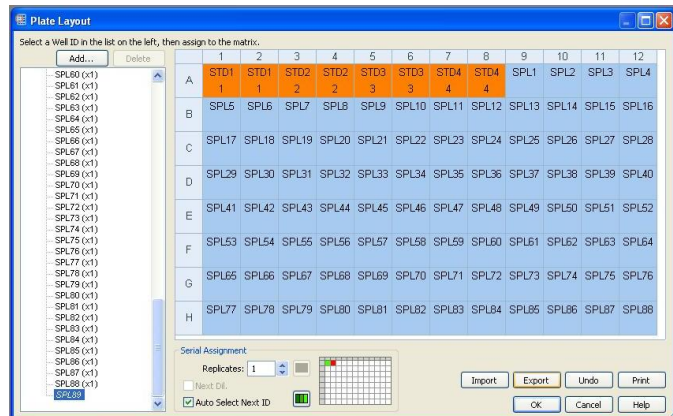 Plate Layout
Select a Well ID in the list on the left, then assign to the matrix.
Add... Delete
SPL60 (x1)
SPL61 (x1)
SPL62 (x1)
SPL63 (x1)
SPL64 (x1)
SPL65 (x1)
SPL66 (x1)
SPL67 (x1)
SPL68 (x1)
SPL69 (x1)
SPL70 (x1)
SPL71 (x1)
SPL72 (x1)
SPL73 (x1)
SPL74 (x1)
SPL75 (x1)
SPL76 (x1)
SPL77 (x1)
SPL78 (x1)
SPL79 (x1)
SPL80 (x1)
SPL81 (x1)
SPL82 (x1)
SPL83 (x1)
SPL84 (x1)
SPL85 (x1)
SPL86 (x1)
SPL87 (x1)
SPL88 (x1)
SPL89
1 2 3 4 5 6 7 8 9 10 11 12
A STD1 STD1 STD2 STD2 STD3 STD3 STD4 STD4 SPL1 SPL2 SPL3 SPL4
1 1 2 2 3 3 4 4
B SPL5 SPL6 SPL7 SPL8 SPL9 SPL10 SPL11 SPL12 SPL13 SPL14 SPL15 SPL16
C SPL17 SPL18 SPL19 SPL20 SPL21 SPL22 SPL23 SPL24 SPL25 SPL26 SPL27 SPL28
D SPL29 SPL30 SPL31 SPL32 SPL33 SPL34 SPL35 SPL36 SPL37 SPL38 SPL39 SPL40
E SPL41 SPL42 SPL43 SPL44 SPL45 SPL46 SPL47 SPL48 SPL49 SPL50 SPL51 SPL52
F SPL53 SPL54 SPL55 SPL56 SPL57 SPL58 SPL59 SPL60 SPL61 SPL62 SPL63 SPL64
G SPL65 SPL66 SPL67 SPL68 SPL69 SPL70 SPL71 SPL72 SPL73 SPL74 SPL75 SPL76
H SPL77 SPL78 SPL79 SPL80 SPL81 SPL82 SPL83 SPL84 SPL85 SPL86 SPL87 SPL88
Serial Assignment
Replicates: 1
Next Dil.
Auto Select Next ID
Import Export Undo Print
OK Cancel Help